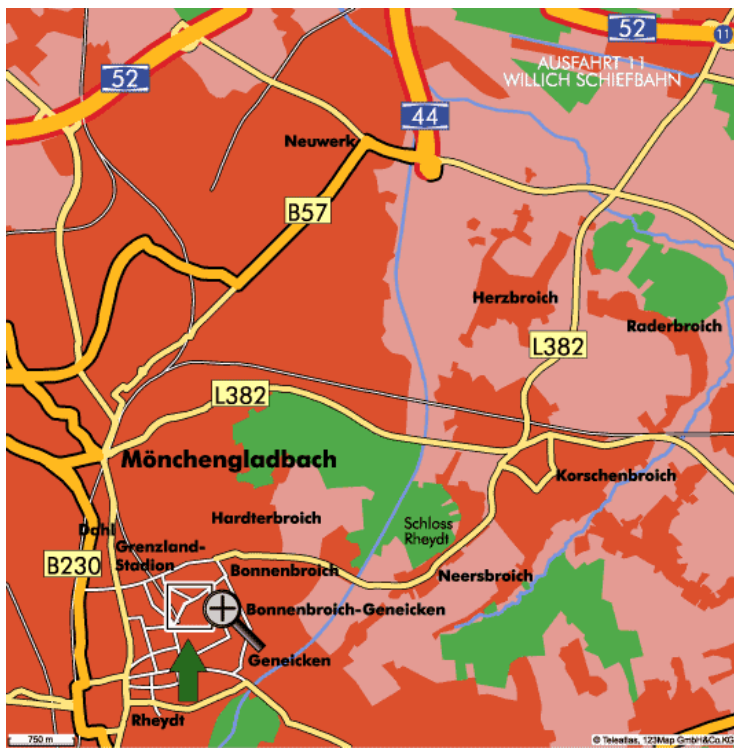 52
52
11
AUSFAHRT 11
WILLICH SCHIEFBAHN
44
Neuwerk
B57
Herzbroich
Raderbroich
L382
L382
Mönchengladbach
Korschenbroich
Hardterbroich
Schloss
Rheydt
Dahl
Grenzland-
Stadion
B230
Bonnenbroich
Neersbroich
Bonnenbroich-Geneicken
Geneicken
Rheydt
750 m
© Teleatlas, 123Map GmbH&Co.KG